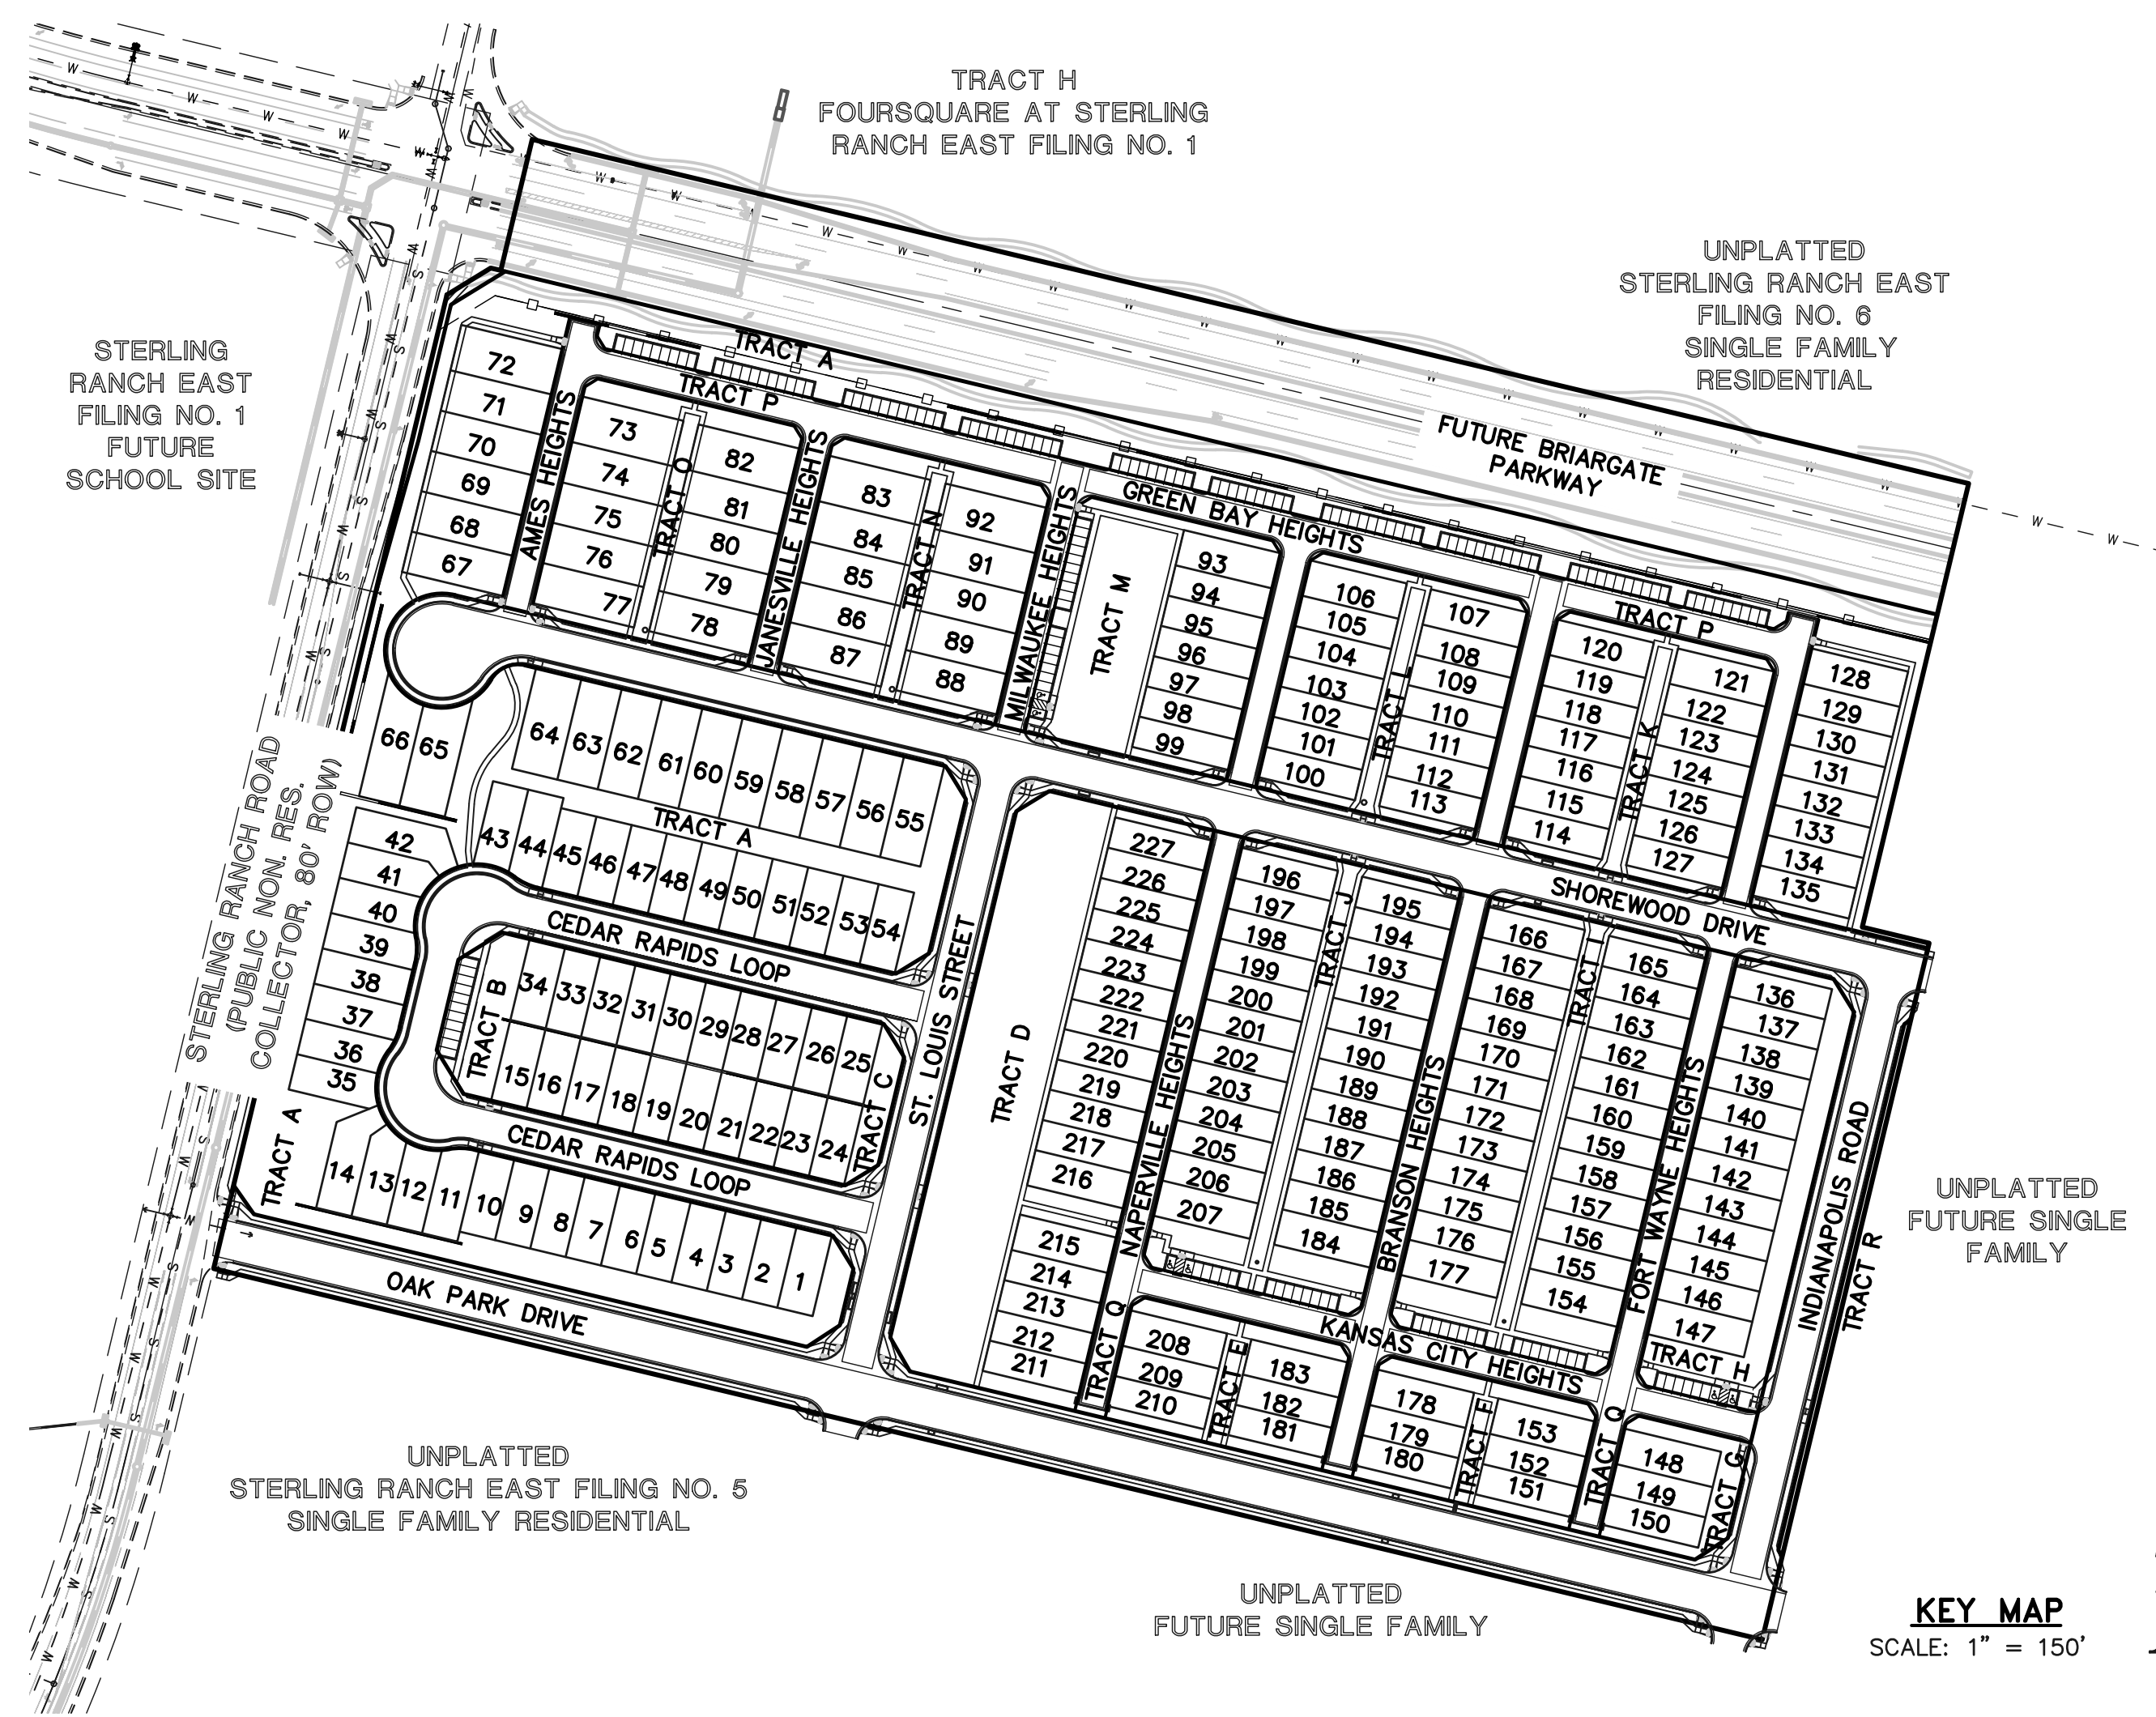 TRACT H
FOURSQUARE AT STERLING
RANCH EAST FILING NO. 1
UNPLATTED
STERLING RANCH EAST
FILING NO. 6
SINGLE FAMILY
RESIDENTIAL
STERLING
RANCH EAST
FILING NO. 1
FUTURE
SCHOOL SITE
FUTURE BRIARGATE
PARKWAY
TRACT A
TRACT P
GREEN BAY HEIGHTS
TRACT P
72
71
70
69
68
67
AMES HEIGHTS
73
74
75
76
77
TRACT O
82
81
80
79
78
JANESVILLE HEIGHTS
83
84
85
86
87
TRACT N
92
91
90
89
88
MILWAUKEE HEIGHTS
TRACT M
93
94
95
96
97
98
99
106
105
104
103
102
101
100
TRACT L
107
108
109
110
111
112
113
120
119
118
117
116
115
114
TRACT K
121
122
123
124
125
126
127
128
129
130
131
132
133
134
135
SHOREWOOD DRIVE
66 65
64 63 62 61 60 59 58 57 56 55
TRACT A
43 44 45 46 47 48 49 50 51 52 53 54
42
41
40
39
38
37
36
35
CEDAR RAPIDS LOOP
TRACT B
34 33 32 31 30 29 28 27 26 25
15 16 17 18 19 20 21 22 23 24
TRACT C
CEDAR RAPIDS LOOP
TRACT A
14 13 12 11 10 9 8 7 6 5 4 3 2 1
OAK PARK DRIVE
STERLING RANCH ROAD
(PUBLIC NON. RES.
COLLECTOR, 80' ROW)
ST. LOUIS STREET
TRACT D
227
226
225
224
223
222
221
220
219
218
217
216
215
214
213
212
211
NAPERVILLE HEIGHTS
TRACT Q
196
197
198
199
200
201
202
203
204
205
206
207
TRACT J
195
194
193
192
191
190
189
188
187
186
185
184
BRANSON HEIGHTS
166
167
168
169
170
171
172
173
174
175
176
177
TRACT I
165
164
163
162
161
160
159
158
157
156
155
154
FORT WAYNE HEIGHTS
136
137
138
139
140
141
142
143
144
145
146
147
TRACT H
INDIANAPOLIS ROAD
TRACT R
KANSAS CITY HEIGHTS
208
209
210
TRACT E
183
182
181
178
179
180
TRACT F
153
152
151
TRACT Q
148
149
150
TRACT G
UNPLATTED
FUTURE SINGLE
FAMILY
UNPLATTED
STERLING RANCH EAST FILING NO. 5
SINGLE FAMILY RESIDENTIAL
UNPLATTED
FUTURE SINGLE FAMILY
KEY MAP
SCALE: 1" = 150'